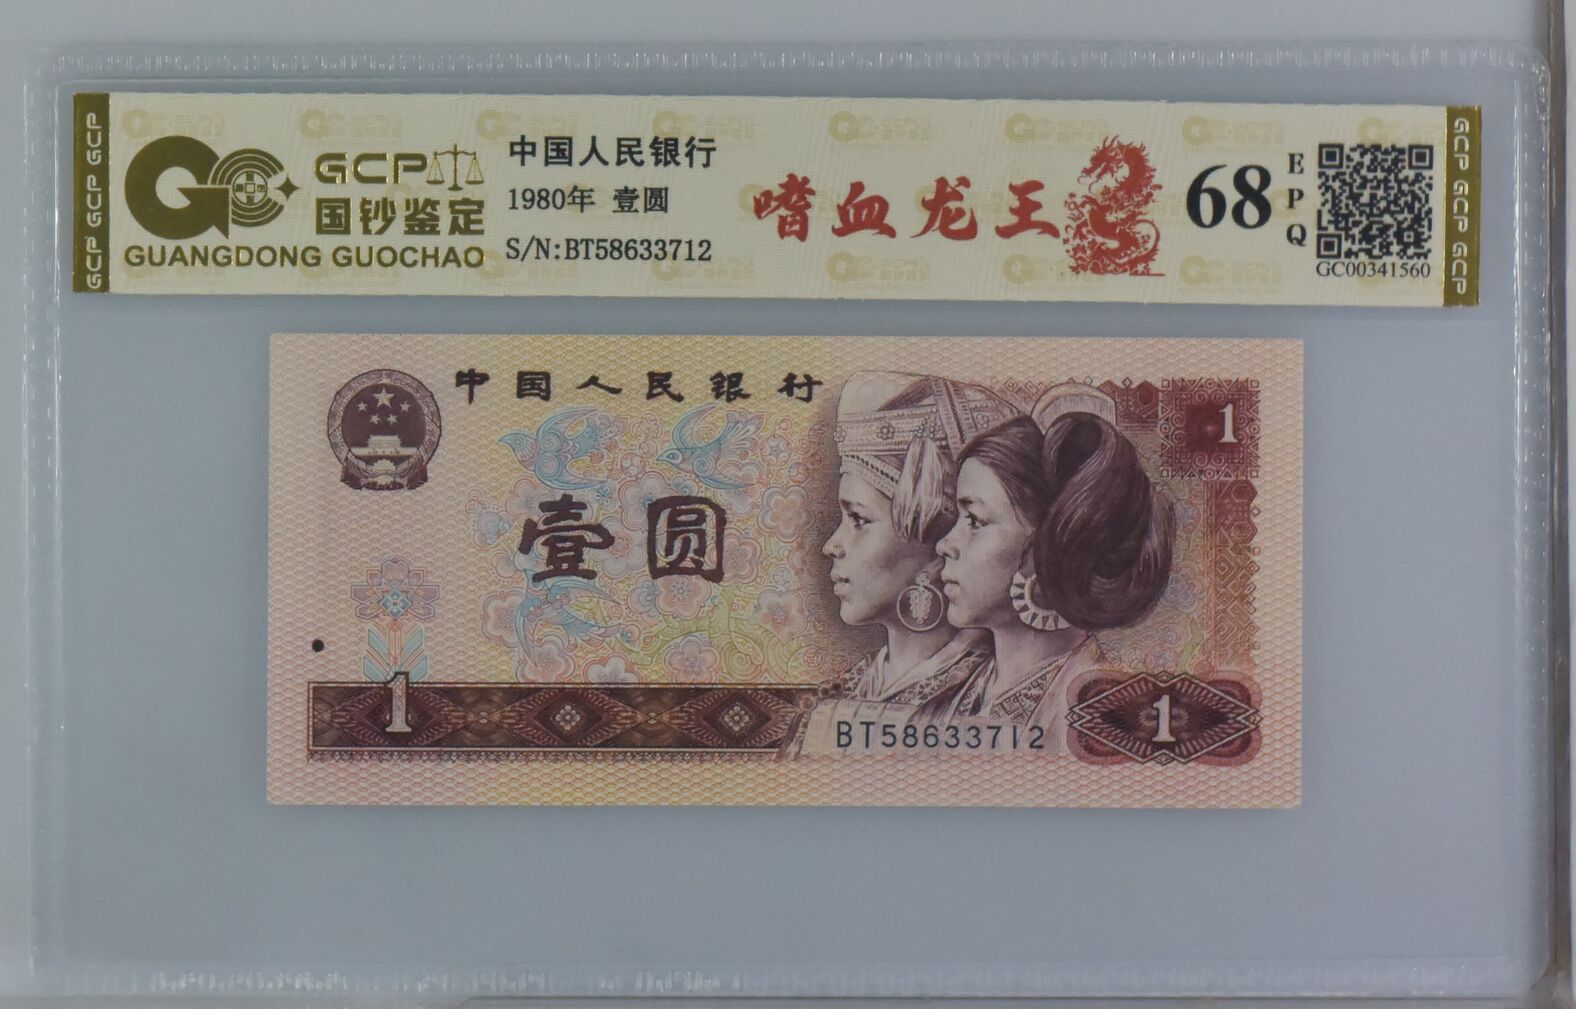 GCP GCP GCP
GCP
国钞鉴定
GUANGDONG GUOCHAO
中国人民银行
1980年 壹圆
S/N:BT58633712
嗜血龙王
68
EPQ
GC00341560
GCP GCP GCP
中国人民银行
1
壹圆
1
BT58633712
1